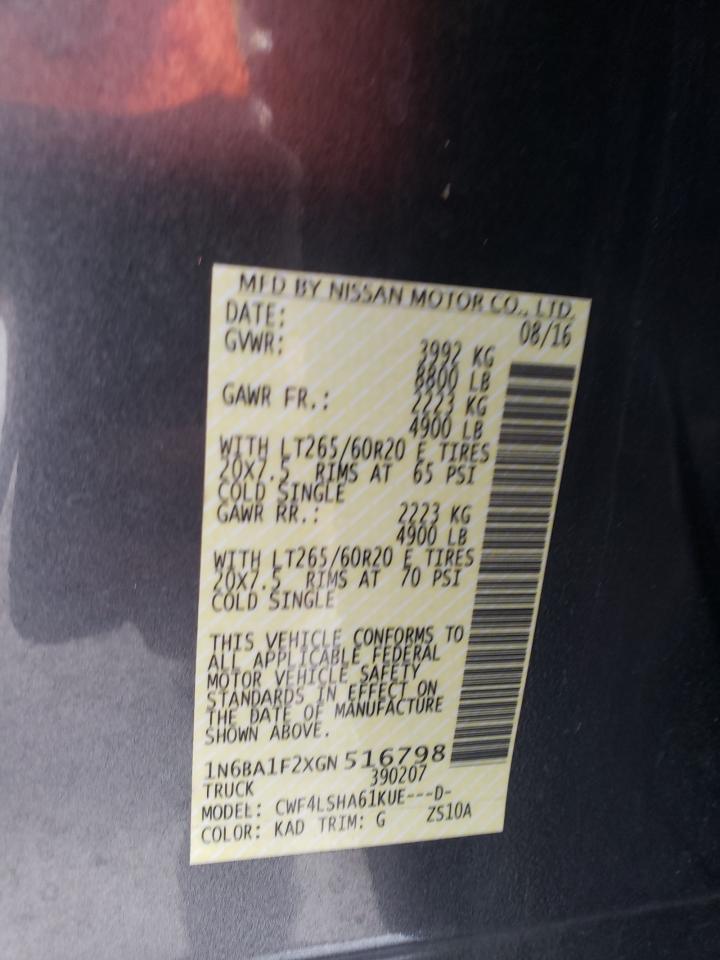 MFD BY NISSAN MOTOR CO., LTD.
DATE: 08/16
GVWR: 3992 KG
8800 LB
GAWR FR.: 2223 KG
4900 LB
WITH LT265/60R20 E TIRES
20X7.5 RIMS AT 65 PSI
COLD SINGLE
GAWR RR.: 2223 KG
4900 LB
WITH LT265/60R20 E TIRES
20X7.5 RIMS AT 70 PSI
COLD SINGLE
THIS VEHICLE CONFORMS TO
ALL APPLICABLE FEDERAL
MOTOR VEHICLE SAFETY
STANDARDS IN EFFECT ON
THE DATE OF MANUFACTURE
SHOWN ABOVE.
1N6BA1F2XGN516798
TRUCK 390207
MODEL: CWF4LSHA61KUE---D-
COLOR: KAD TRIM: G ZS10A